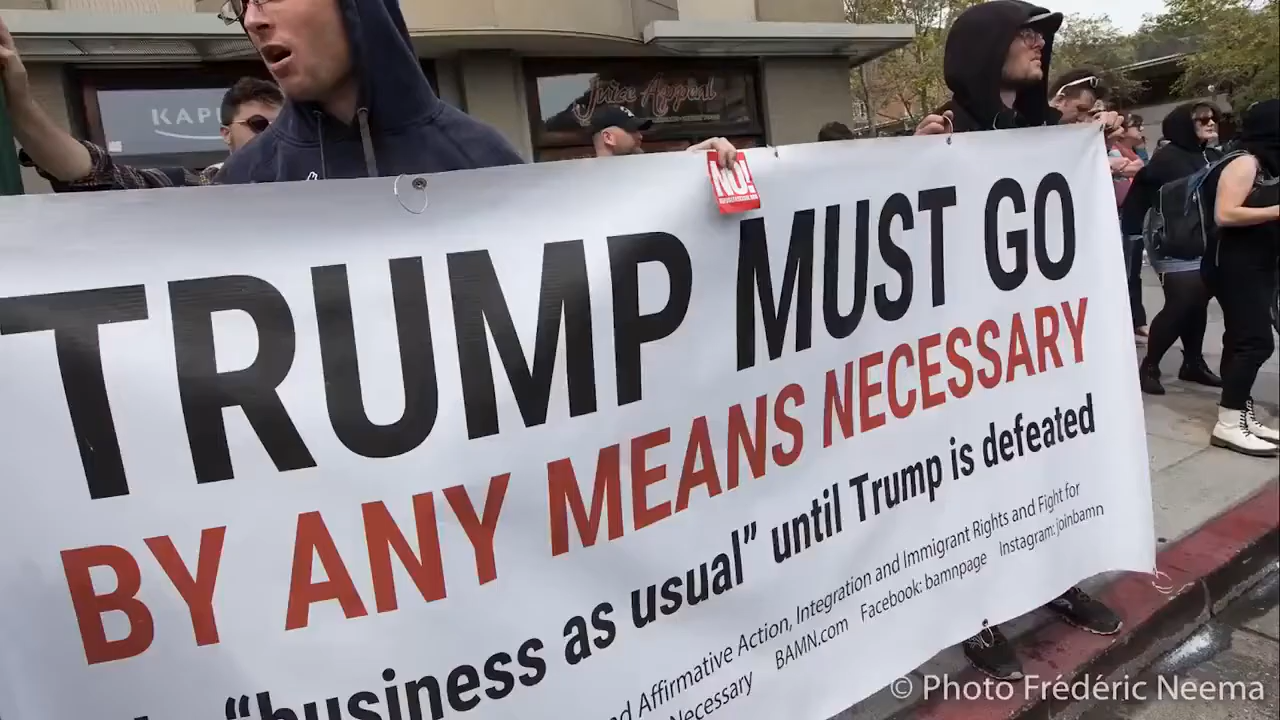 KAPL
Juice Appeal
NO!
TRUMP MUST GO
BY ANY MEANS NECESSARY
"business as usual" until Trump is defeated
Affirmative Action, Integration and Immigrant Rights and Fight for
Necessary BAMN.com Facebook: bamnpage Instagram: joinbamn
© Photo Frédéric Neema